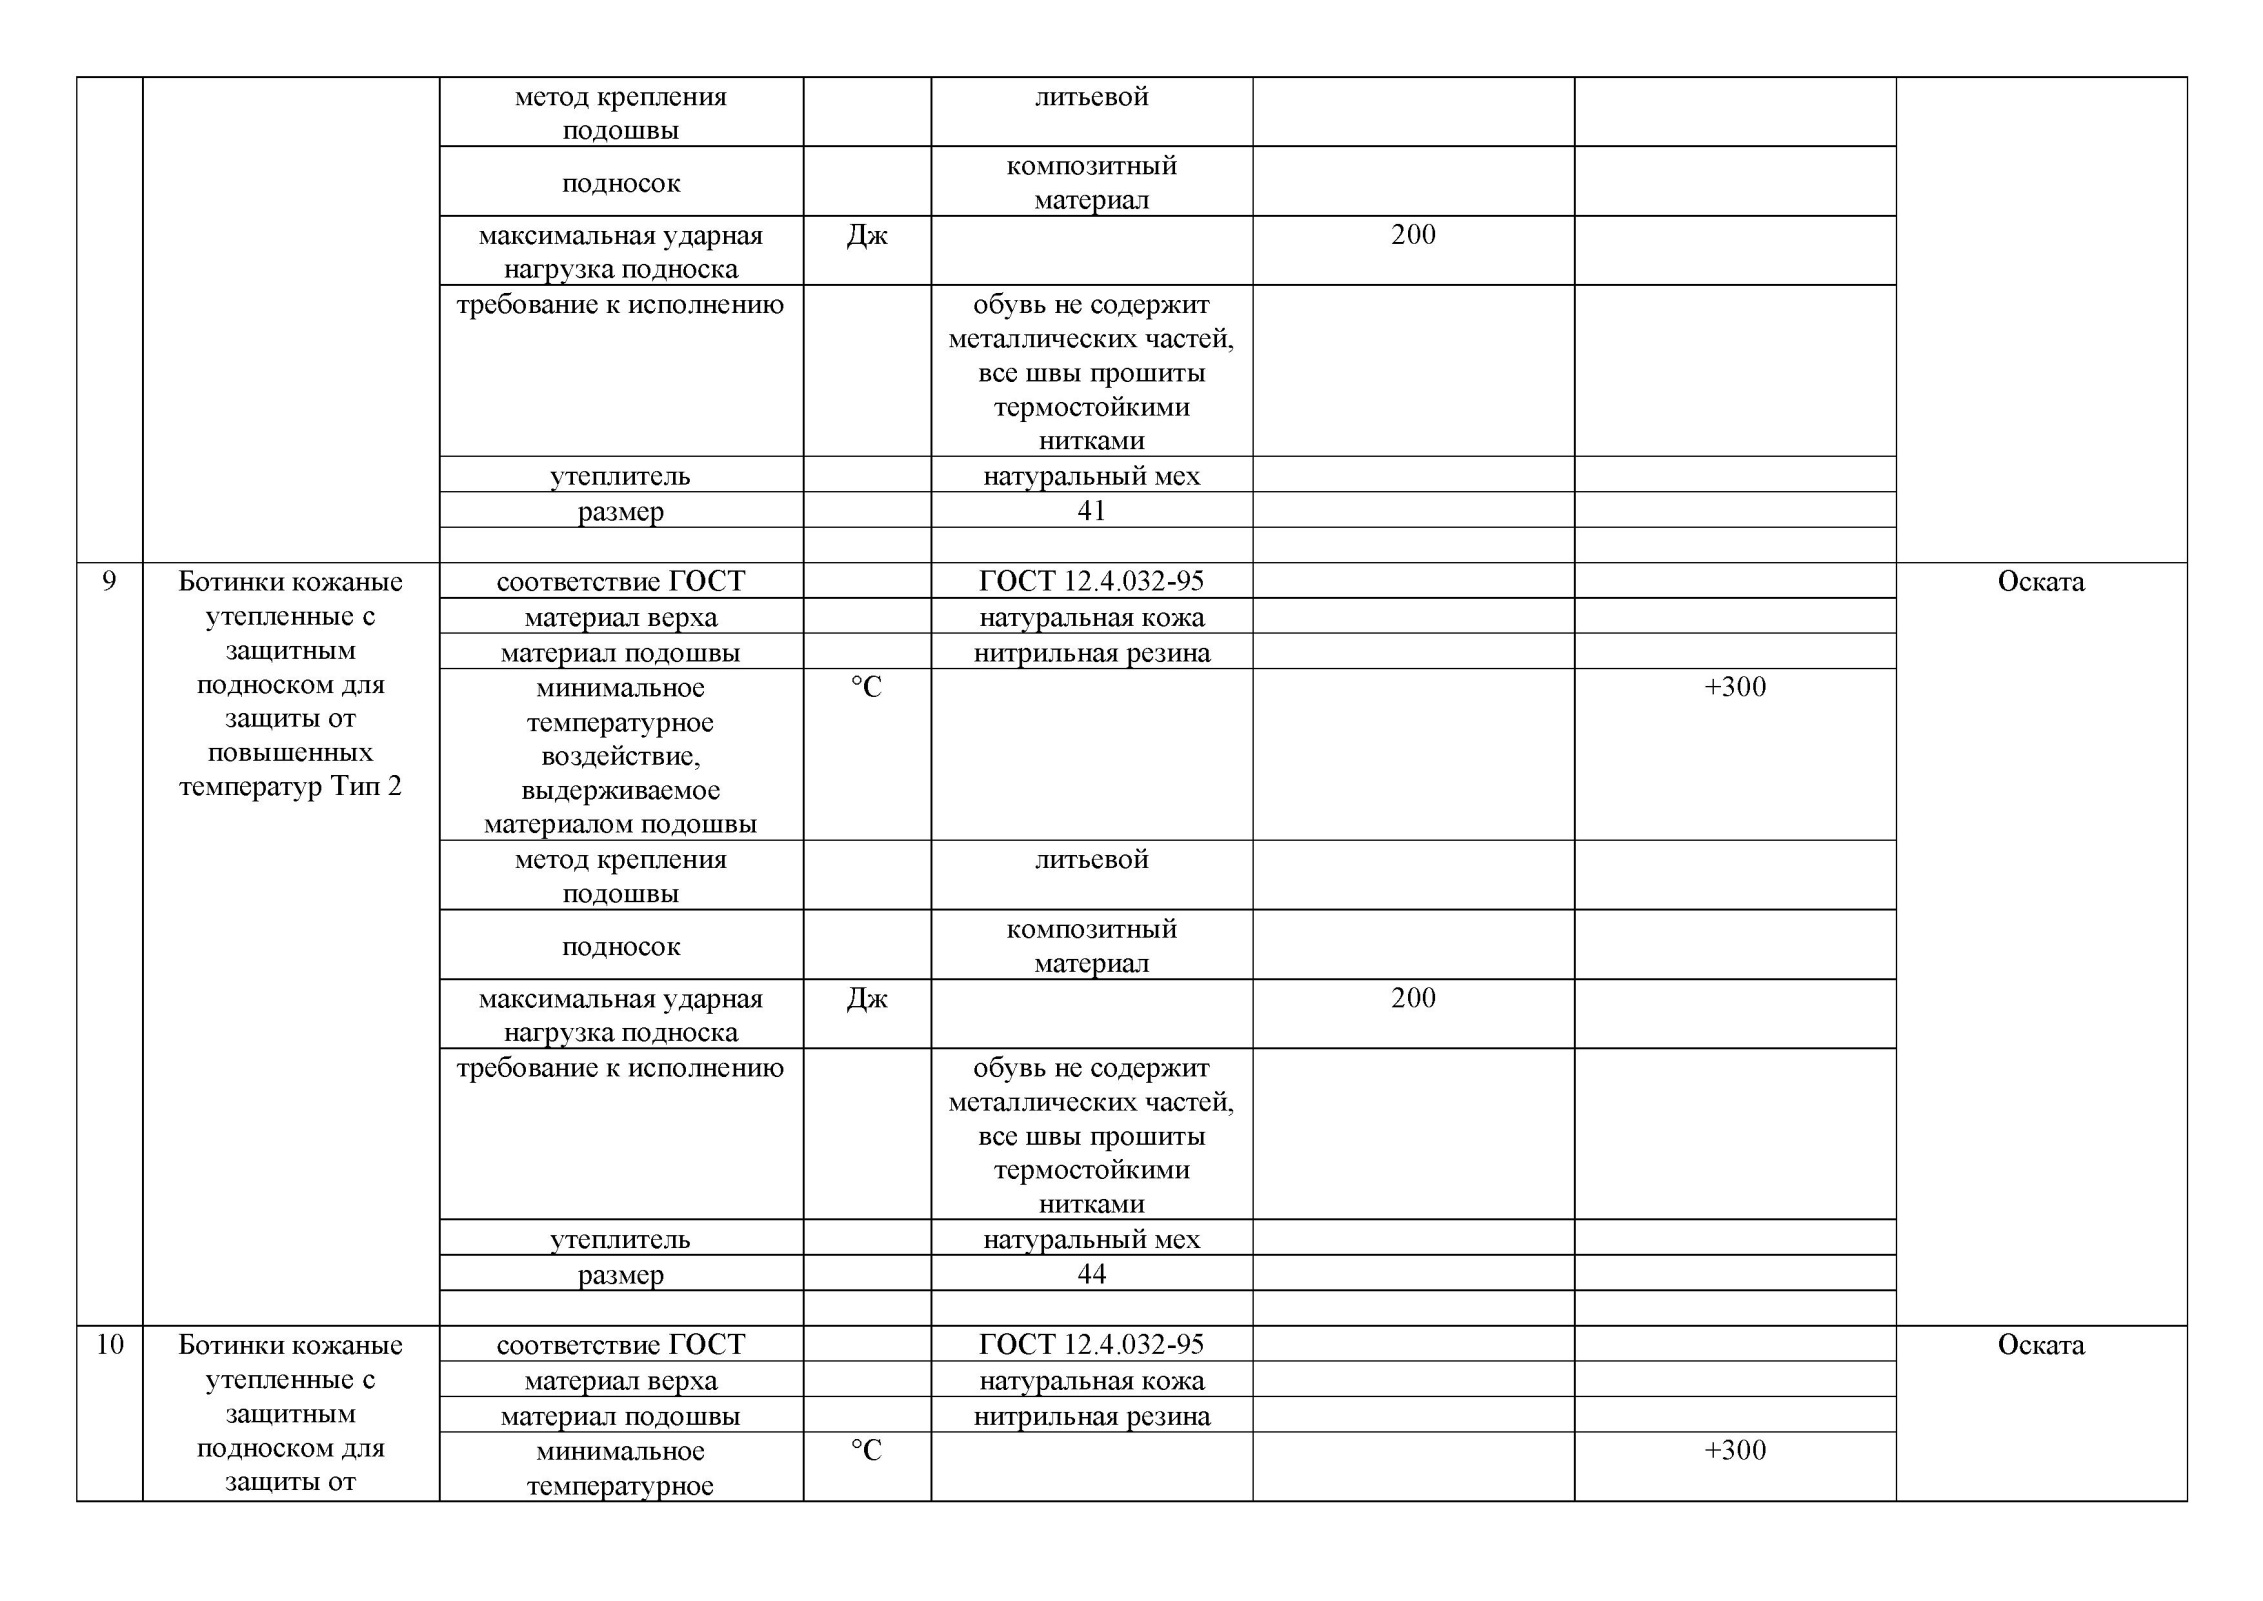 метод крепления
подошвы
литьевой
подносок
композитный
материал
максимальная ударная
нагрузка подноска
Дж
200
требование к исполнению
обувь не содержит
металлических частей,
все швы прошиты
термостойкими
нитками
утеплитель
натуральный мех
размер
41
9
Ботинки кожаные
утепленные с
защитным
подноском для
защиты от
повышенных
температур Тип 2
соответствие ГОСТ
ГОСТ 12.4.032-95
Оската
материал верха
натуральная кожа
материал подошвы
нитрильная резина
минимальное
температурное
воздействие,
выдерживаемое
материалом подошвы
°С
+300
метод крепления
подошвы
литьевой
подносок
композитный
материал
максимальная ударная
нагрузка подноска
Дж
200
требование к исполнению
обувь не содержит
металлических частей,
все швы прошиты
термостойкими
нитками
утеплитель
натуральный мех
размер
44
10
Ботинки кожаные
утепленные с
защитным
подноском для
защиты от
соответствие ГОСТ
ГОСТ 12.4.032-95
Оската
материал верха
натуральная кожа
материал подошвы
нитрильная резина
минимальное
температурное
°С
+300